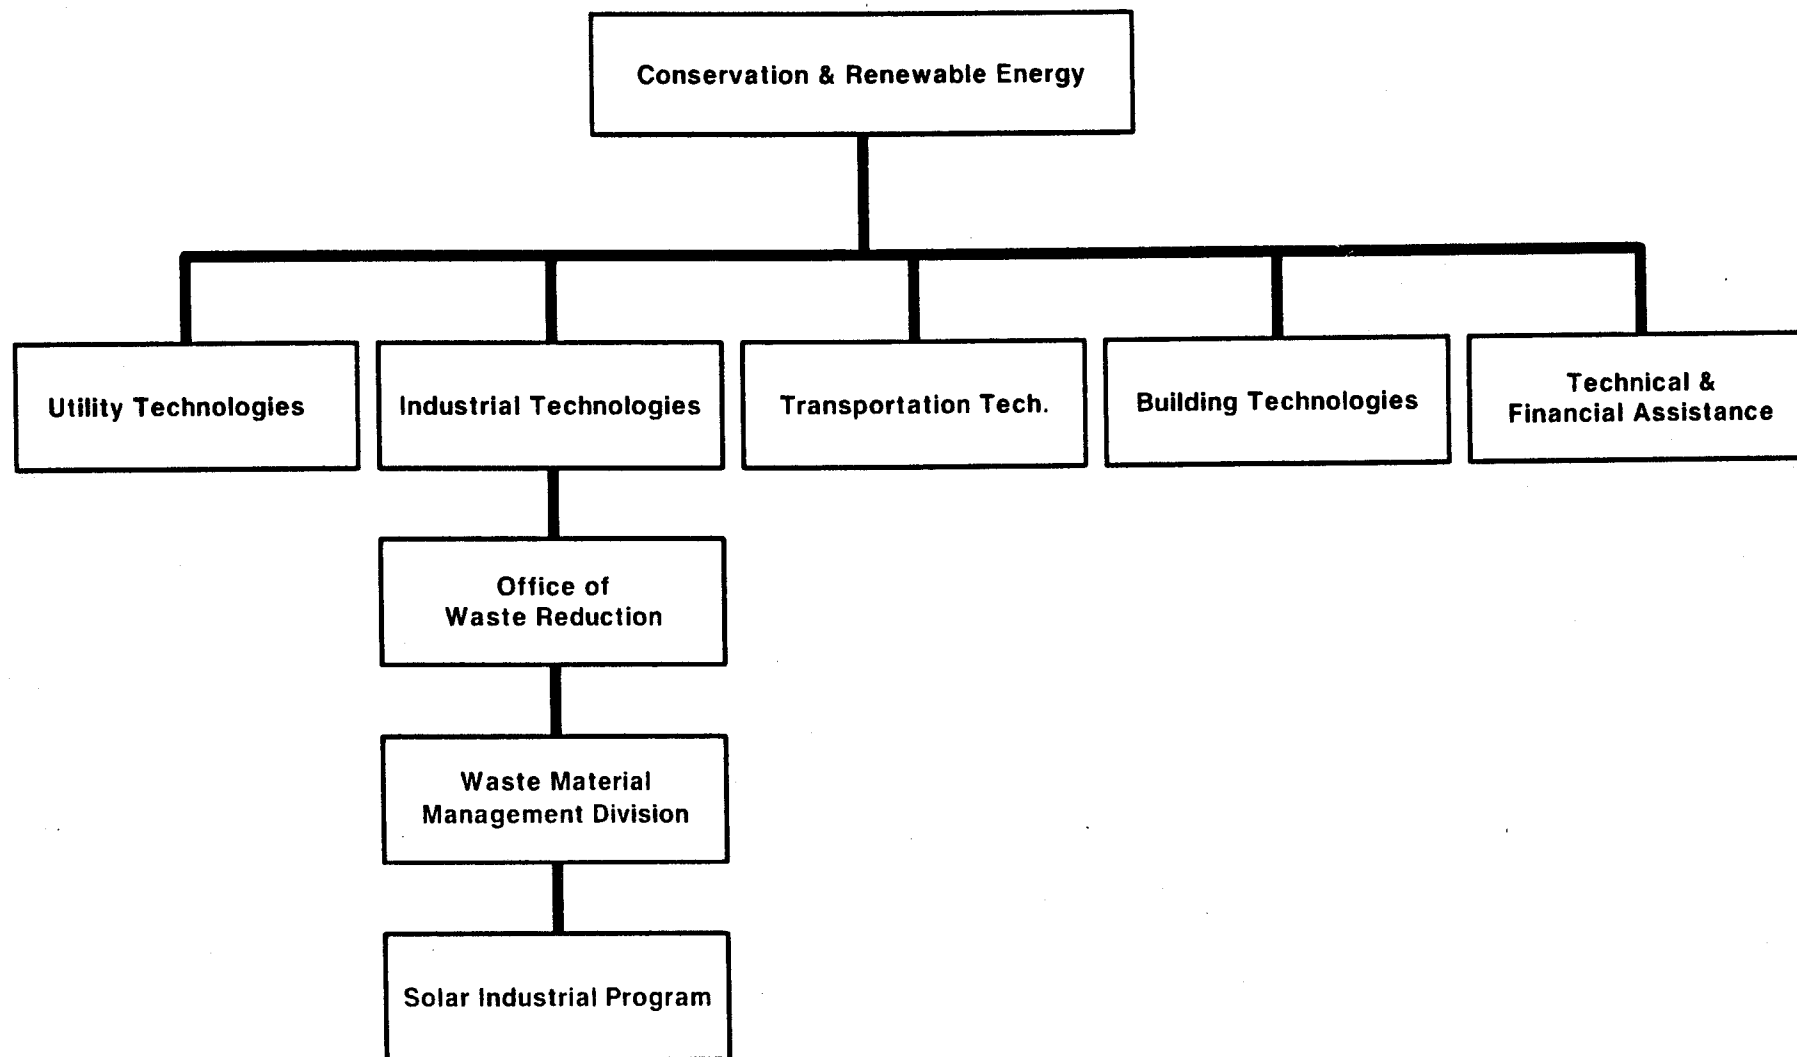 Conservation & Renewable Energy
Utility Technologies
Industrial Technologies
Transportation Tech.
Building Technologies
Technical &
Financial Assistance
Office of
Waste Reduction
Waste Material
Management Division
Solar Industrial Program